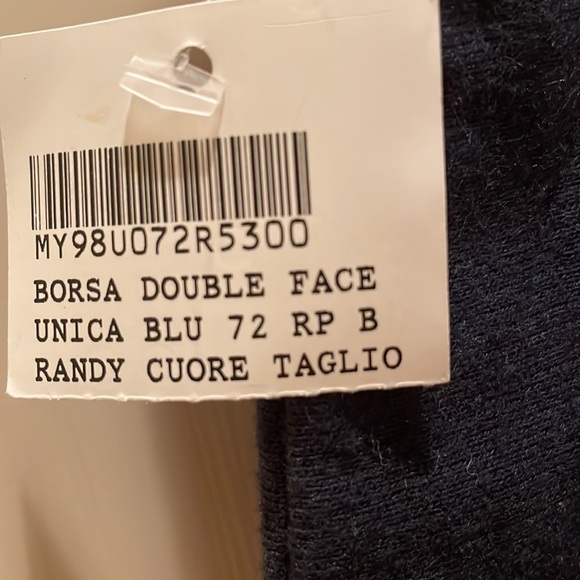 MY98U072R5300
BORSA DOUBLE FACE
UNICA BLU 72 RP B
RANDY CUORE TAGLIO